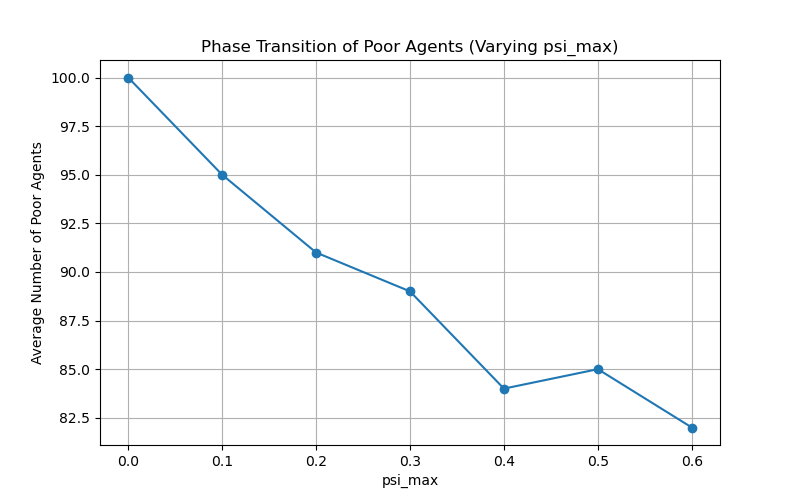 Phase Transition of Poor Agents (Varying psi_max)
Average Number of Poor Agents
100.0
97.5
95.0
92.5
90.0
87.5
85.0
82.5
0.0 0.1 0.2 0.3 0.4 0.5 0.6
psi_max